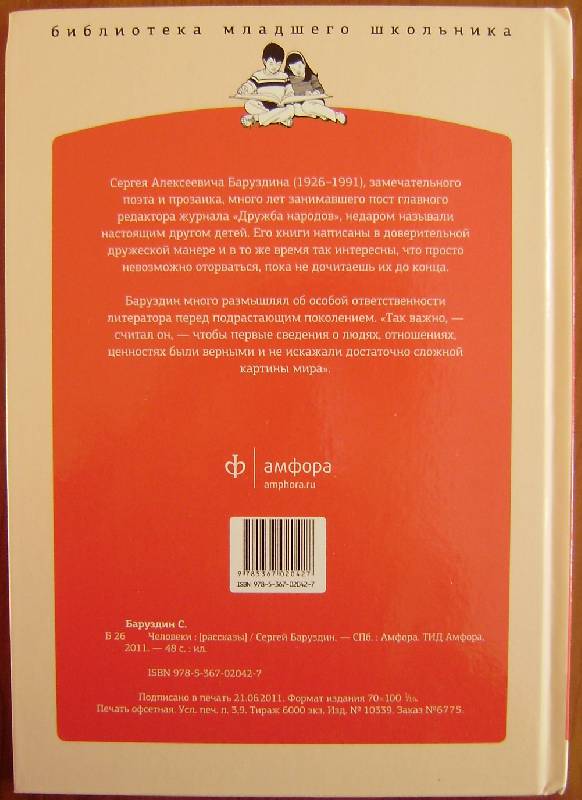 библиотека младшего школьника
Сергея Алексеевича Баруздина (1926–1991), замечательного
поэта и прозаика, много лет занимавшего пост главного
редактора журнала «Дружба народов», недаром называли
настоящим другом детей. Его книги написаны в доверительной
дружеской манере и в то же время так интересны, что просто
невозможно оторваться, пока не дочитаешь их до конца.
Баруздин много размышлял об особой ответственности
литератора перед подрастающим поколением. «Так важно, —
считал он, — чтобы первые сведения о людях, отношениях,
ценностях были верными и не искажали достаточно сложной
картины мира».
амфора
amphora.ru
9 785367 020427
ISBN 978-5-367-02042-7
Баруздин С.
Б 26 Человеки : [рассказы] / Сергей Баруздин. — СПб. : Амфора. ТИД Амфора,
2011. — 48 с. : ил.
ISBN 978-5-367-02042-7
Подписано в печать 21.06.2011. Формат издания 70×100 1/16.
Печать офсетная. Усл. печ. л. 3,9. Тираж 6000 экз. Изд. № 10339. Заказ №6775.